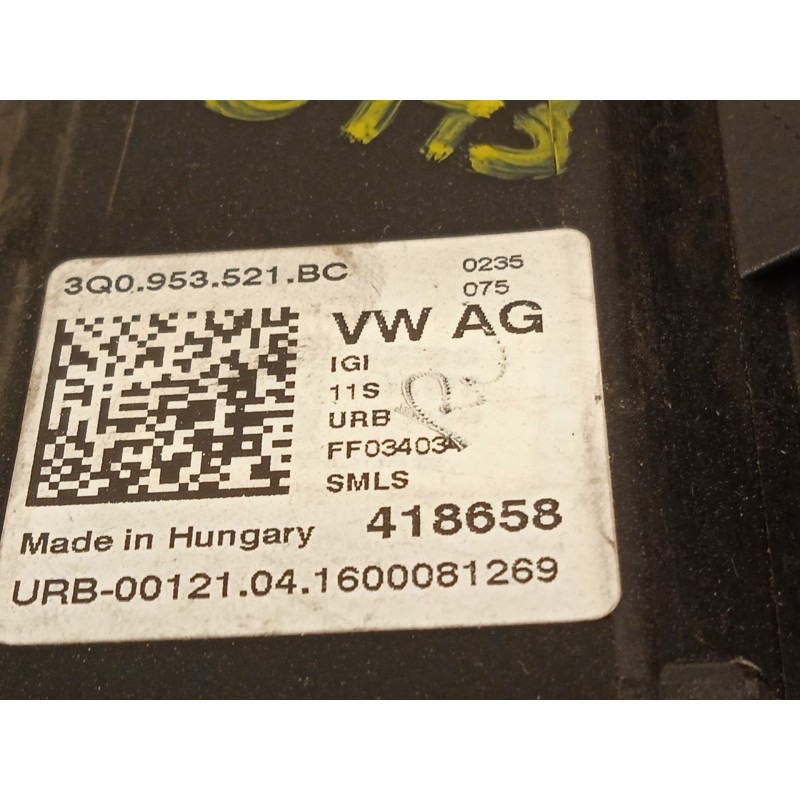 3Q0.953.521.BC
0235
075
VW AG
IGI
11S
URB
FF034034
SMLS
Made in Hungary 418658
URB-00121.04.1600081269